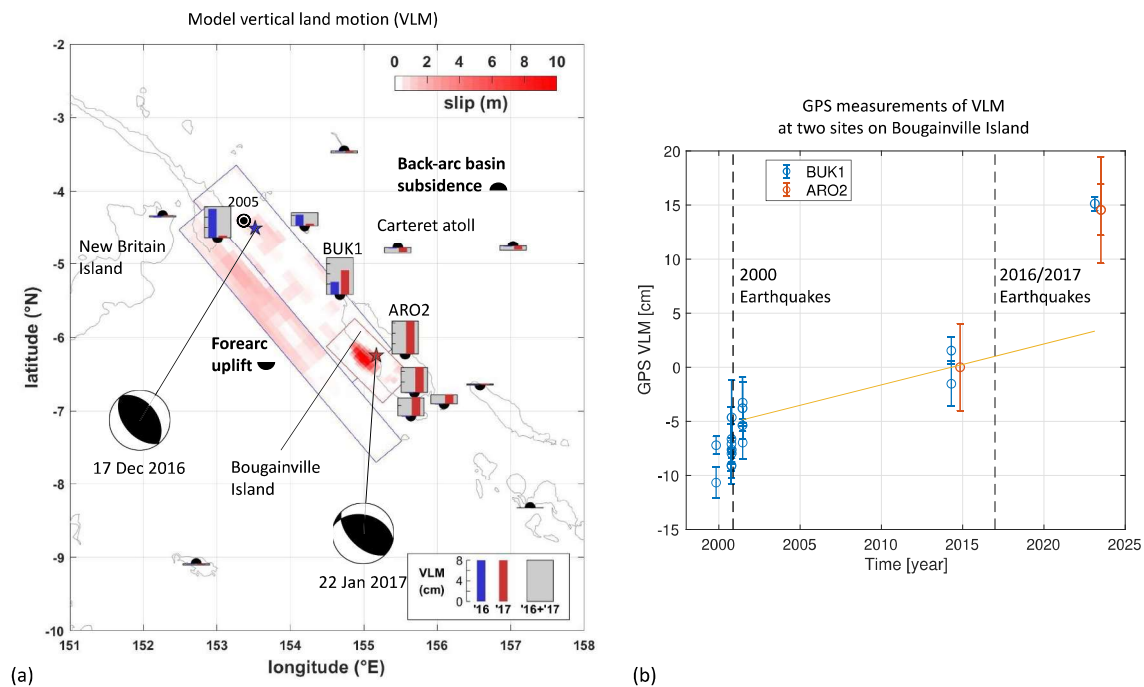 Model vertical land motion (VLM)
-2
-3
-4
-5
-6
-7
-8
-9
-10
latitude (°N)
0 2 4 6 8 10
slip (m)
Back-arc basin
subsidence
2005
Carteret atoll
New Britain
Island
BUK1
ARO2
Forearc
uplift
17 Dec 2016
Bougainville
Island
22 Jan 2017
VLM
(cm)
8
4
0
'16 '17 '16+'17
151 152 153 154 155 156 157 158
longitude (°E)
(a)
GPS measurements of VLM
at two sites on Bougainville Island
20
15
10
5
0
-5
-10
-15
GPS VLM [cm]
BUK1
ARO2
2000
Earthquakes
2016/2017
Earthquakes
2000 2005 2010 2015 2020 2025
Time [year]
(b)